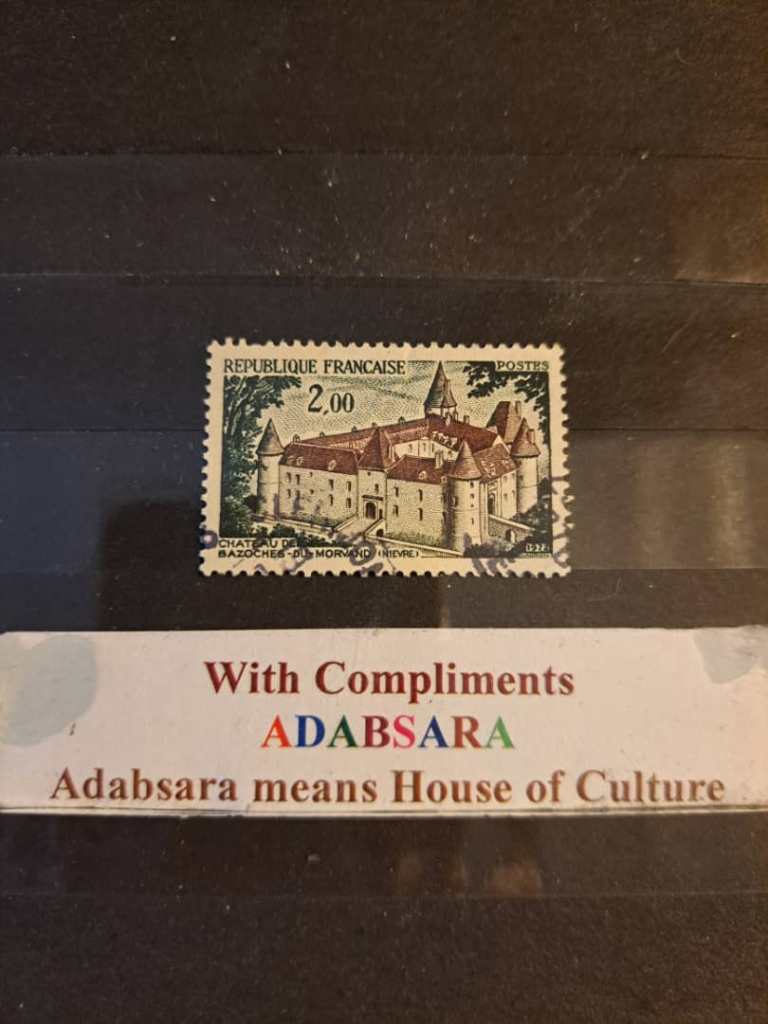 REPUBLIQUE FRANCAISE POSTES
2,00
CHATEAU DE
BAZOCHES-DU-MORVAND (NIEVRE) 1972
With Compliments
ADABSARA
Adabsara means House of Culture